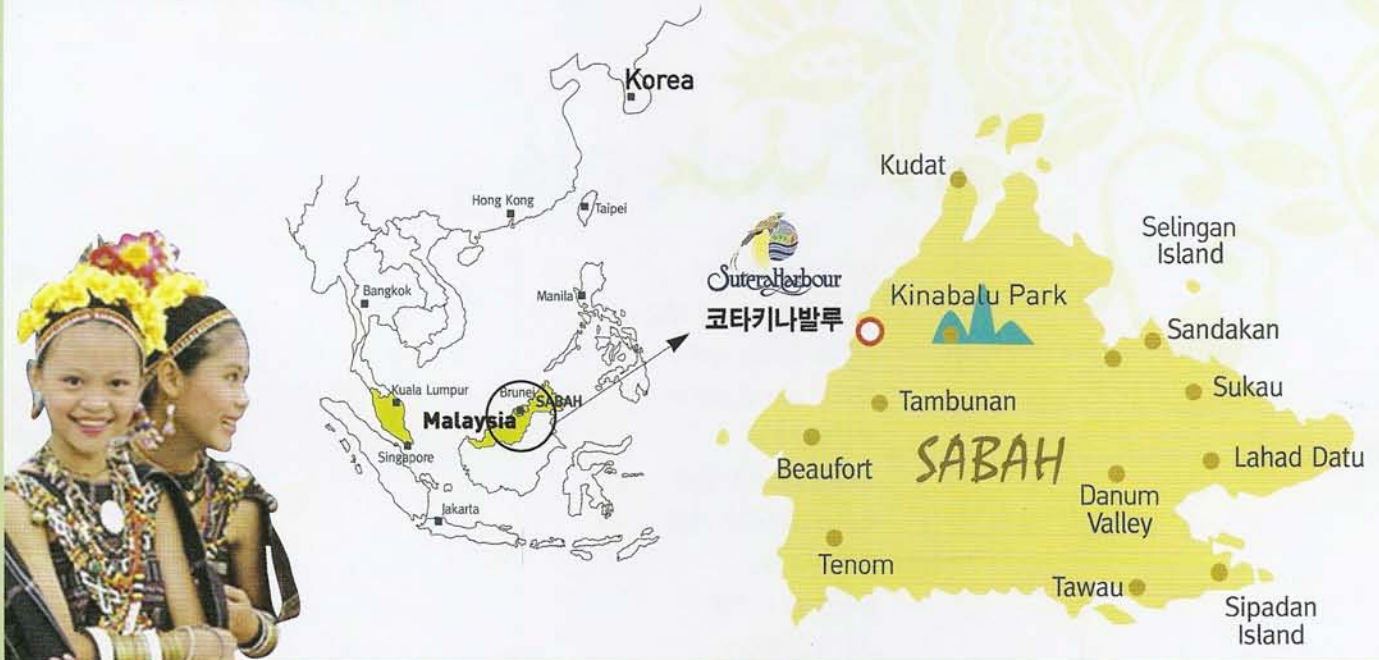 Korea
Hong Kong
Taipei
Bangkok
Manila
Kuala Lumpur
Brunei
SABAH
Malaysia
Singapore
Jakarta
SuteraHarbour
코타키나발루
Kudat
Selingan
Island
Kinabalu Park
Sandakan
Sukau
Tambunan
SABAH
Beaufort
Lahad Datu
Danum
Valley
Tenom
Tawau
Sipadan
Island